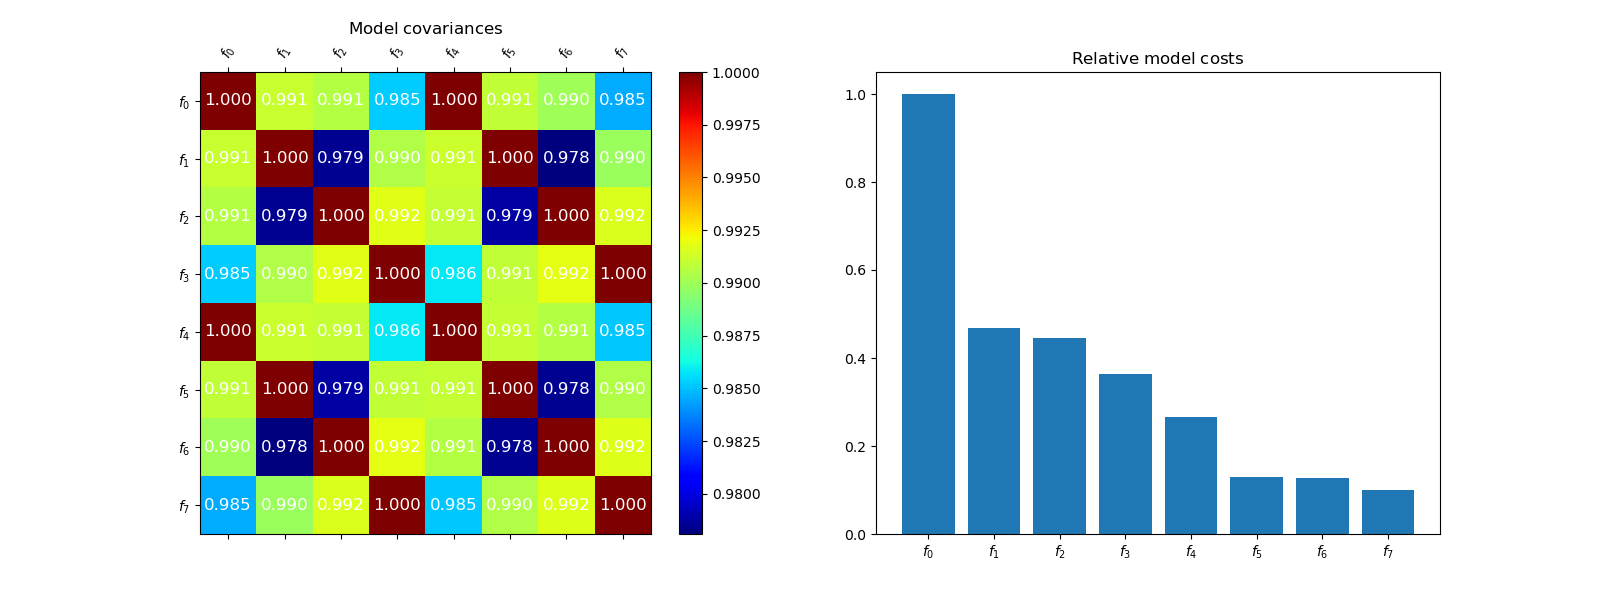 Model covariances
f0 f1 f2 f3 f4 f5 f6 f7
f0 1.000 0.991 0.991 0.985 1.000 0.991 0.990 0.985
f1 0.991 1.000 0.979 0.990 0.991 1.000 0.978 0.990
f2 0.991 0.979 1.000 0.992 0.991 0.979 1.000 0.992
f3 0.985 0.990 0.992 1.000 0.986 0.991 0.992 1.000
f4 1.000 0.991 0.991 0.986 1.000 0.991 0.991 0.985
f5 0.991 1.000 0.979 0.991 0.991 1.000 0.978 0.990
f6 0.990 0.978 1.000 0.992 0.991 0.978 1.000 0.992
f7 0.985 0.990 0.992 1.000 0.985 0.990 0.992 1.000
1.0000
0.9975
0.9950
0.9925
0.9900
0.9875
0.9850
0.9825
0.9800
Relative model costs
1.0
0.8
0.6
0.4
0.2
0.0
f0 f1 f2 f3 f4 f5 f6 f7